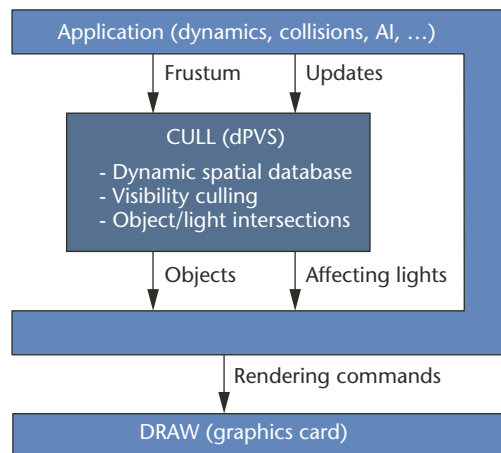 Application (dynamics, collisions, AI, …)
Frustum
Updates
CULL (dPVS)
- Dynamic spatial database
- Visibility culling
- Object/light intersections
Objects
Affecting lights
Rendering commands
DRAW (graphics card)